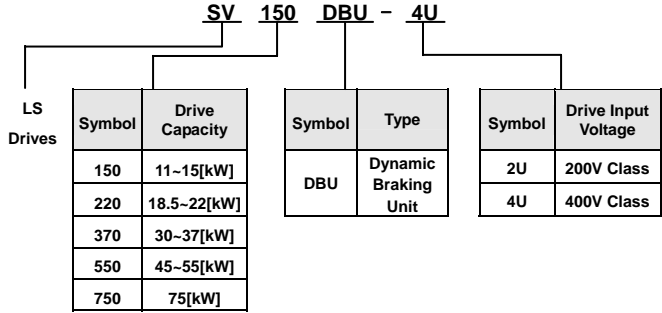 SV 150 DBU - 4U
LS
Drives
Symbol Drive
Capacity
150 11~15[kW]
220 18.5~22[kW]
370 30~37[kW]
550 45~55[kW]
750 75[kW]
Symbol Type
DBU Dynamic
Braking
Unit
Symbol Drive Input
Voltage
2U 200V Class
4U 400V Class